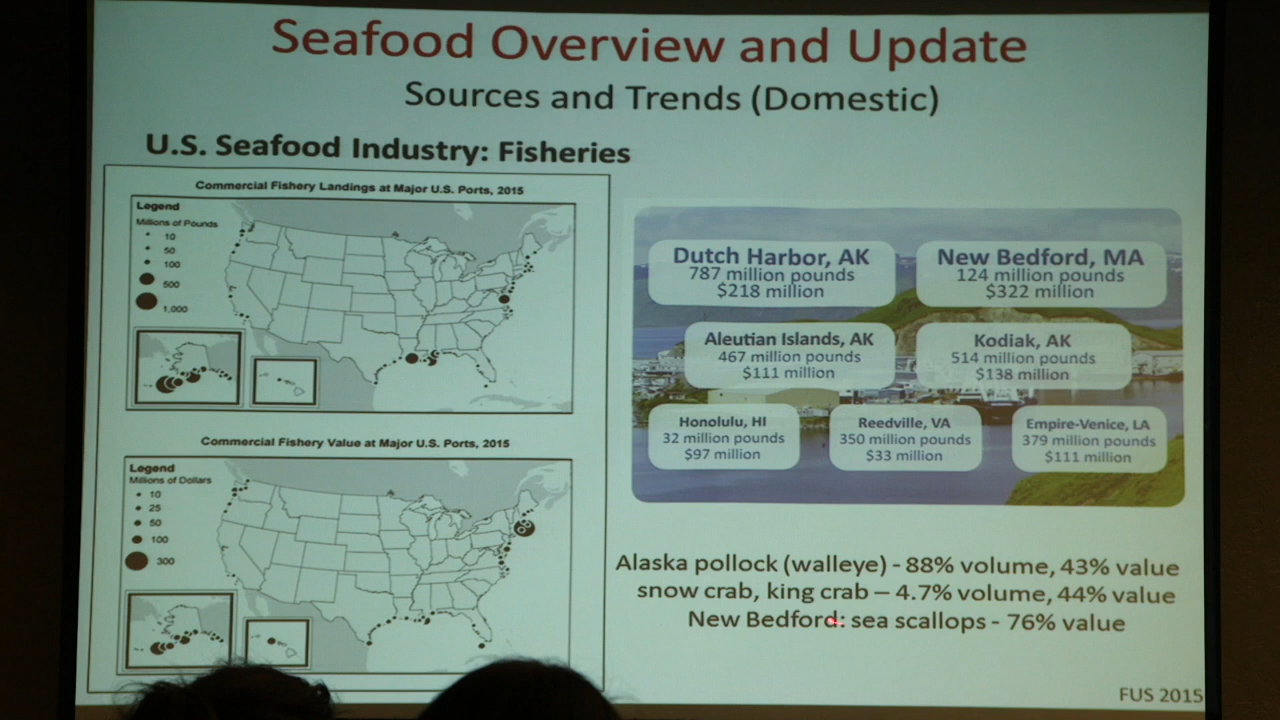 Seafood Overview and Update
Sources and Trends (Domestic)
U.S. Seafood Industry: Fisheries
Commercial Fishery Landings at Major U.S. Ports, 2015
Legend
Millions of Pounds
10
50
100
500
1,000
Commercial Fishery Value at Major U.S. Ports, 2015
Legend
Millions of Dollars
10
25
50
100
300
Dutch Harbor, AK
787 million pounds
$218 million
New Bedford, MA
124 million pounds
$322 million
Aleutian Islands, AK
467 million pounds
$111 million
Kodiak, AK
514 million pounds
$138 million
Honolulu, HI
32 million pounds
$97 million
Reedville, VA
350 million pounds
$33 million
Empire-Venice, LA
379 million pounds
$111 million
Alaska pollock (walleye) - 88% volume, 43% value
snow crab, king crab – 4.7% volume, 44% value
New Bedford: sea scallops - 76% value
FUS 2015